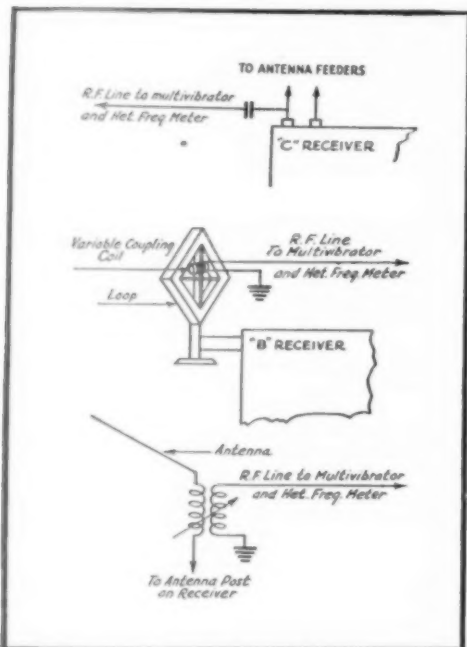 TO ANTENNA FEEDERS
R.F. Line to multivibrator
and Het. Freq. Meter
"C" RECEIVER
Variable Coupling
Coil
R.F. Line
To Multivibrator
and Het. Freq. Meter
Loop
"B" RECEIVER
Antenna
R.F. Line to Multivibrator
and Het. Freq. Meter
To Antenna Post
on Receiver